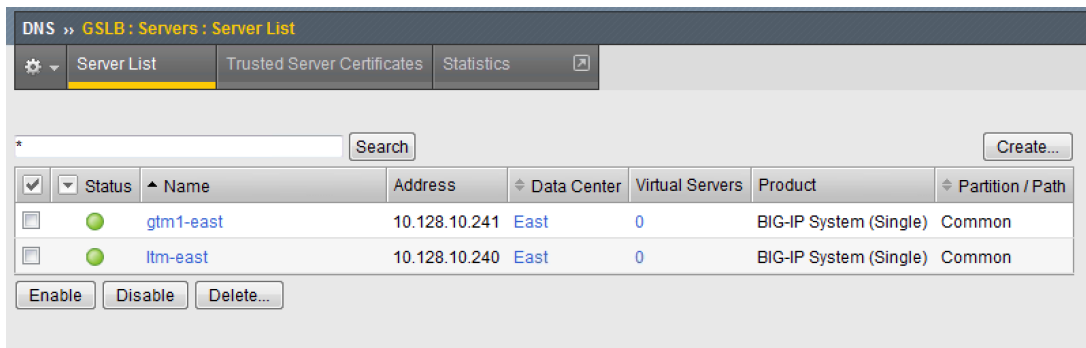 DNS ›› GSLB : Servers : Server List
Server List Trusted Server Certificates Statistics
* Search Create...
Status Name Address Data Center Virtual Servers Product Partition / Path
gtm1-east 10.128.10.241 East 0 BIG-IP System (Single) Common
ltm-east 10.128.10.240 East 0 BIG-IP System (Single) Common
Enable Disable Delete...